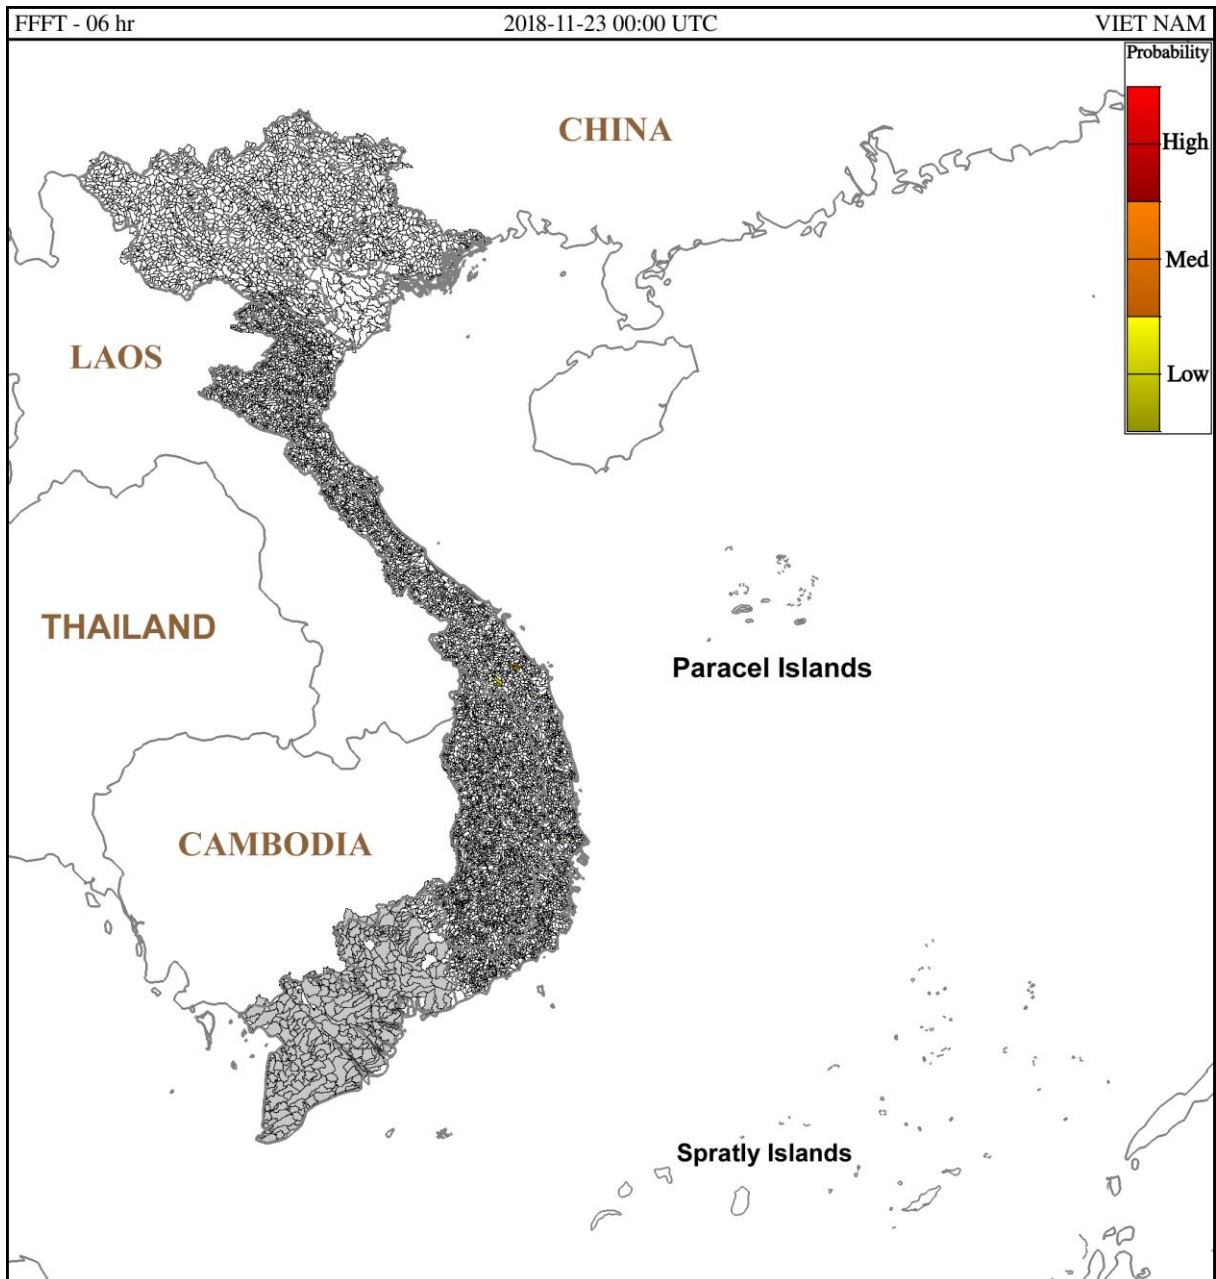 FFFT - 06 hr 2018-11-23 00:00 UTC VIET NAM
Probability
CHINA
High
Med
LAOS
Low
THAILAND
Paracel Islands
CAMBODIA
Spratly Islands